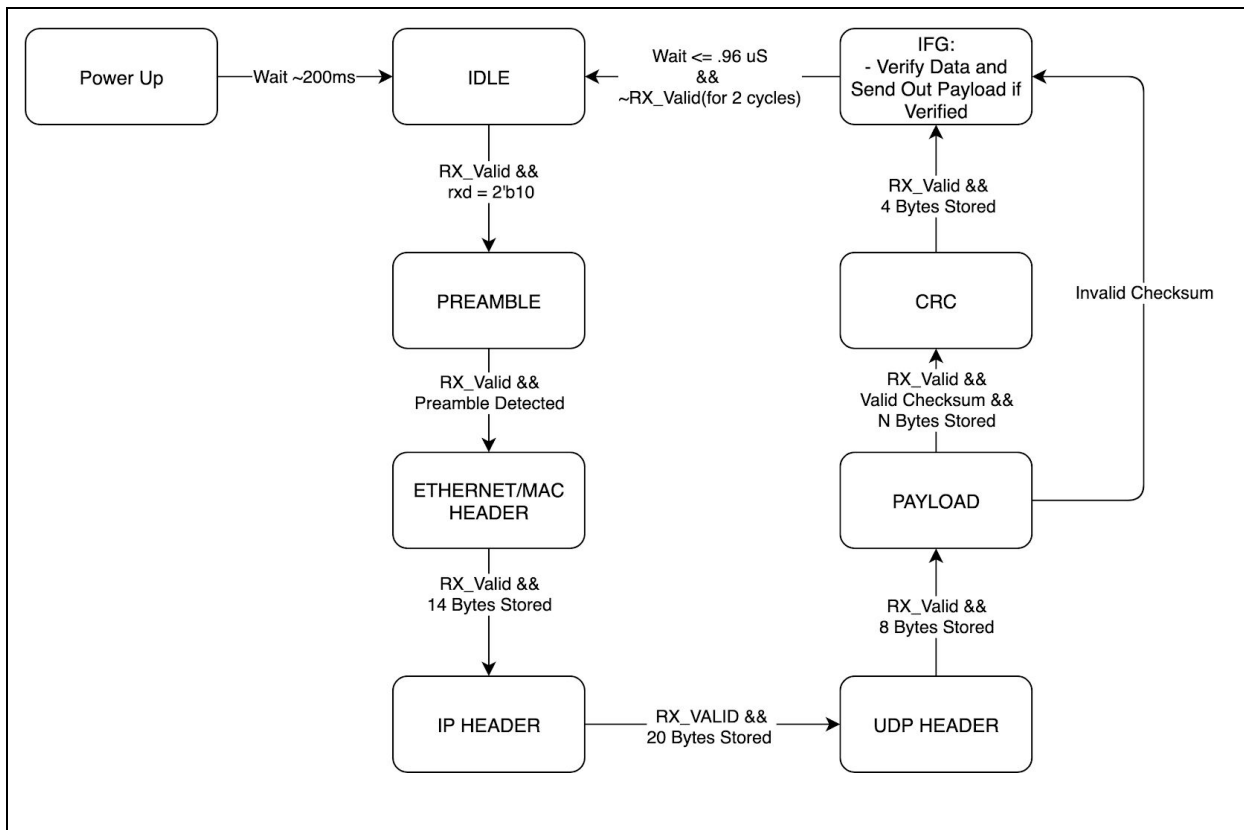 Power Up
Wait ~200ms
IDLE
Wait <= .96 uS
&&
~RX_Valid(for 2 cycles)
IFG:
- Verify Data and
Send Out Payload if
Verified
RX_Valid &&
rxd = 2'b10
PREAMBLE
RX_Valid &&
Preamble Detected
ETHERNET/MAC
HEADER
RX_Valid &&
14 Bytes Stored
IP HEADER
RX_VALID &&
20 Bytes Stored
UDP HEADER
RX_Valid &&
8 Bytes Stored
PAYLOAD
RX_Valid &&
Valid Checksum &&
N Bytes Stored
CRC
RX_Valid &&
4 Bytes Stored
Invalid Checksum